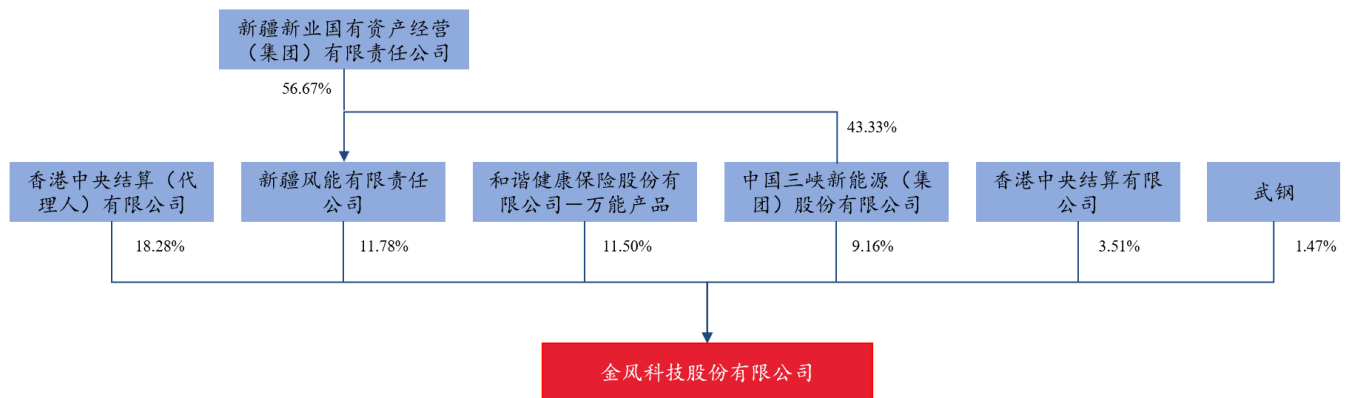 新疆新业国有资产经营
（集团）有限责任公司
56.67%
43.33%
香港中央结算（代
理人）有限公司
新疆风能有限责任
公司
和谐健康保险股份有
限公司－万能产品
中国三峡新能源（集
团）股份有限公司
香港中央结算有限
公司
武钢
18.28%
11.78%
11.50%
9.16%
3.51%
1.47%
金风科技股份有限公司